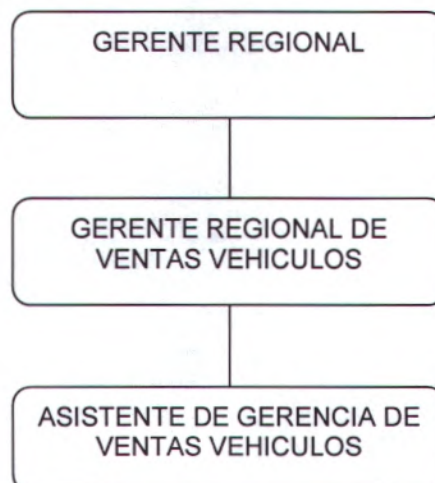 GERENTE REGIONAL
GERENTE REGIONAL DE
VENTAS VEHICULOS
ASISTENTE DE GERENCIA DE
VENTAS VEHICULOS